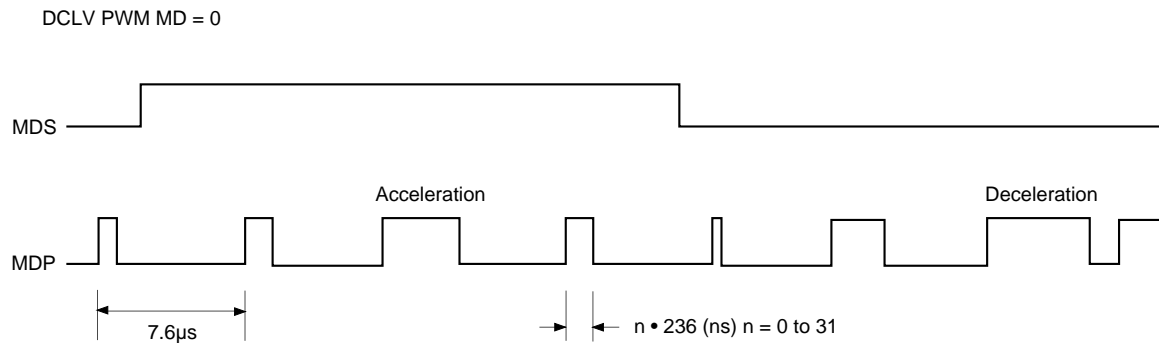 DCLV PWM MD = 0
MDS
Acceleration
Deceleration
MDP
7.6µs
n • 236 (ns) n = 0 to 31